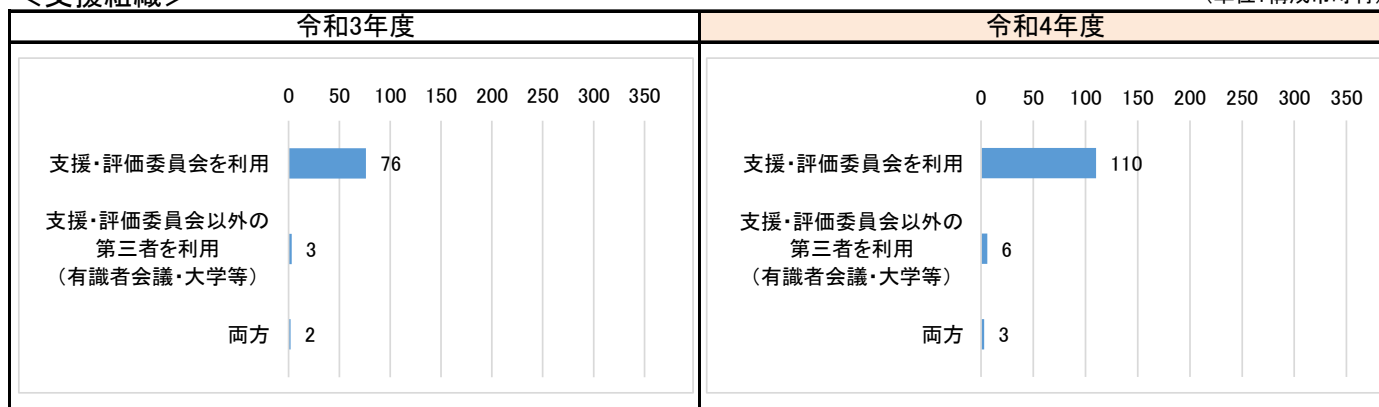 ＜支援組織＞
令和3年度
令和4年度
0 50 100 150 200 250 300 350
支援・評価委員会を利用 76
支援・評価委員会以外の
第三者を利用 3
（有識者会議・大学等）
両方 2
0 50 100 150 200 250 300 350
支援・評価委員会を利用 110
支援・評価委員会以外の
第三者を利用 6
（有識者会議・大学等）
両方 3